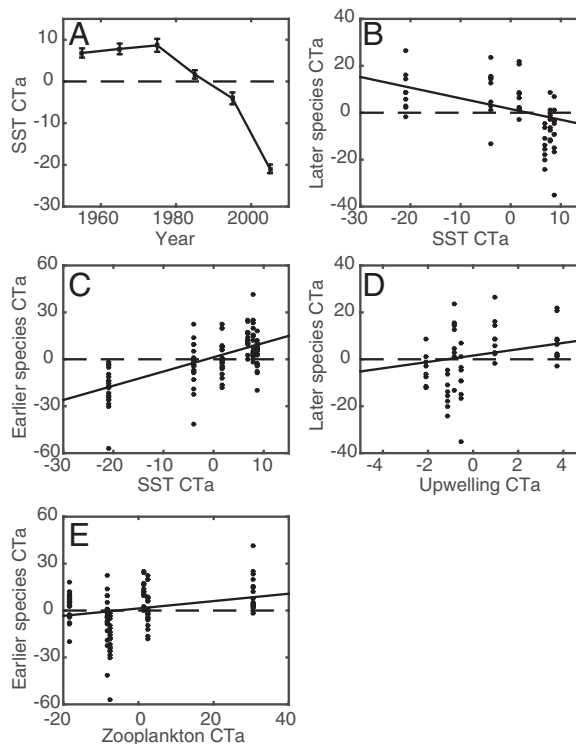 A
10
0
-10
-20
-30
SST CTa
1960 1980 2000
Year
B
40
20
0
-20
-40
Later species CTa
-30 -20 -10 0 10
SST CTa
C
60
30
0
-30
-60
Earlier species CTa
-30 -20 -10 0 10
SST CTa
D
40
20
0
-20
-40
Later species CTa
-4 -2 0 2 4
Upwelling CTa
E
60
30
0
-30
-60
Earlier species CTa
-20 0 20 40
Zooplankton CTa